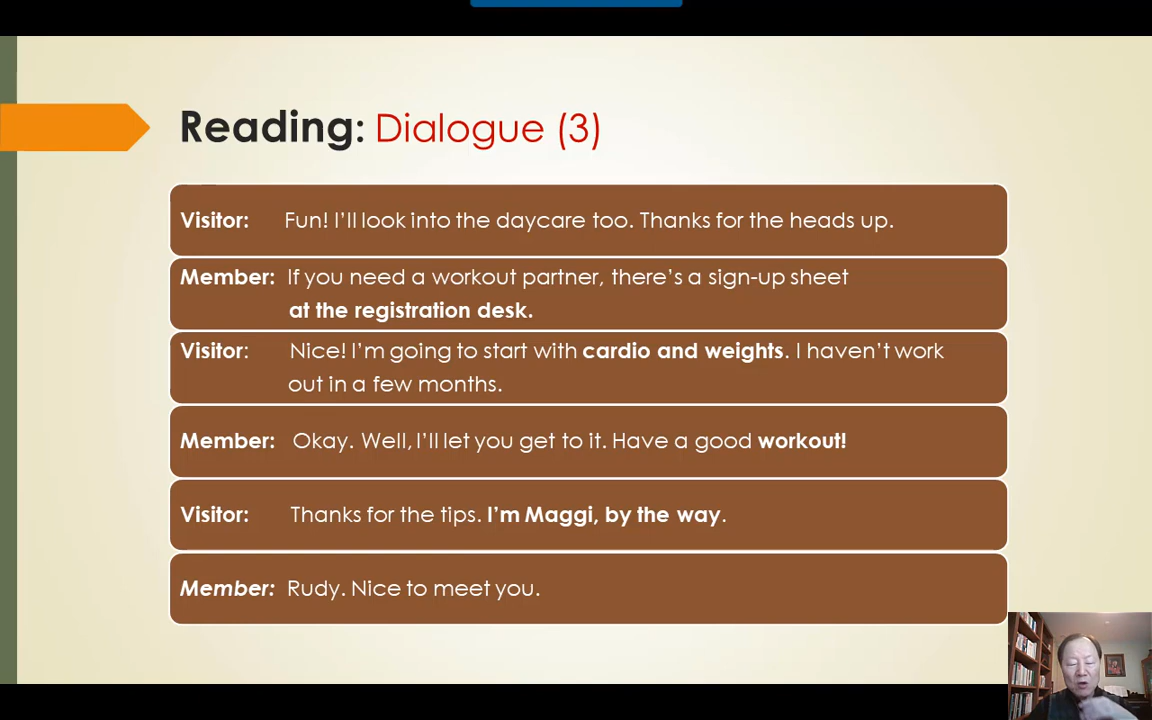 Reading: Dialogue (3)
Visitor: Fun! I'll look into the daycare too. Thanks for the heads up.
Member: If you need a workout partner, there's a sign-up sheet
at the registration desk.
Visitor: Nice! I'm going to start with cardio and weights. I haven't work
out in a few months.
Member: Okay. Well, I'll let you get to it. Have a good workout!
Visitor: Thanks for the tips. I'm Maggi, by the way.
Member: Rudy. Nice to meet you.